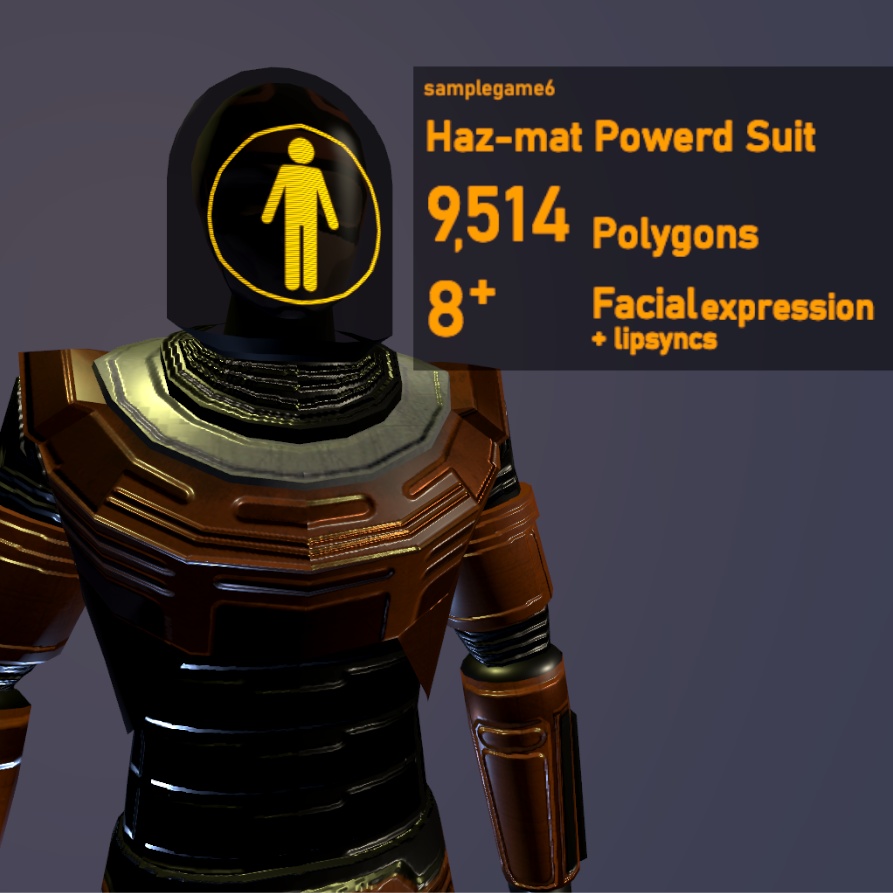 samplegame6
Haz-mat Powerd Suit
9,514 Polygons
8+ Facial expression
+ lipsyncs